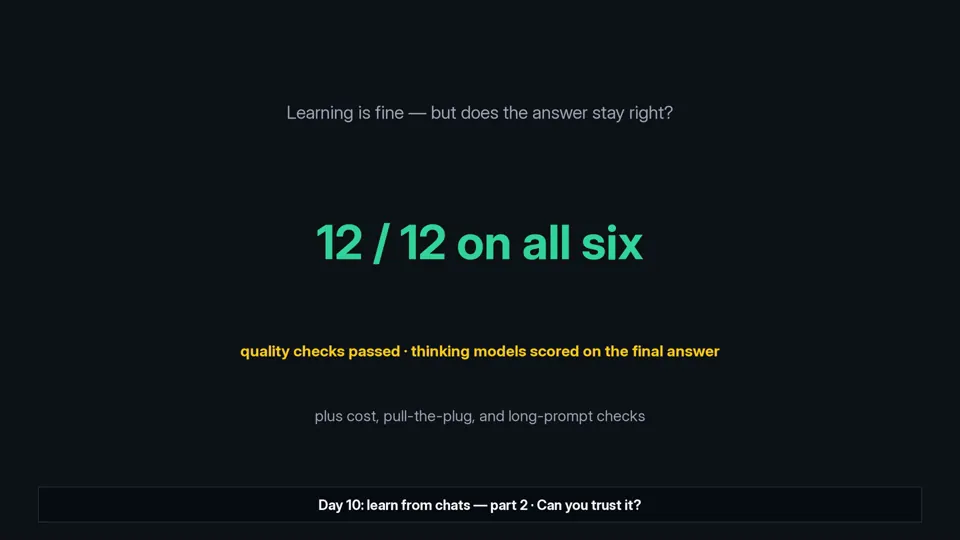 Learning is fine — but does the answer stay right?
12 / 12 on all six
quality checks passed · thinking models scored on the final answer
plus cost, pull-the-plug, and long-prompt checks
Day 10: learn from chats — part 2 · Can you trust it?